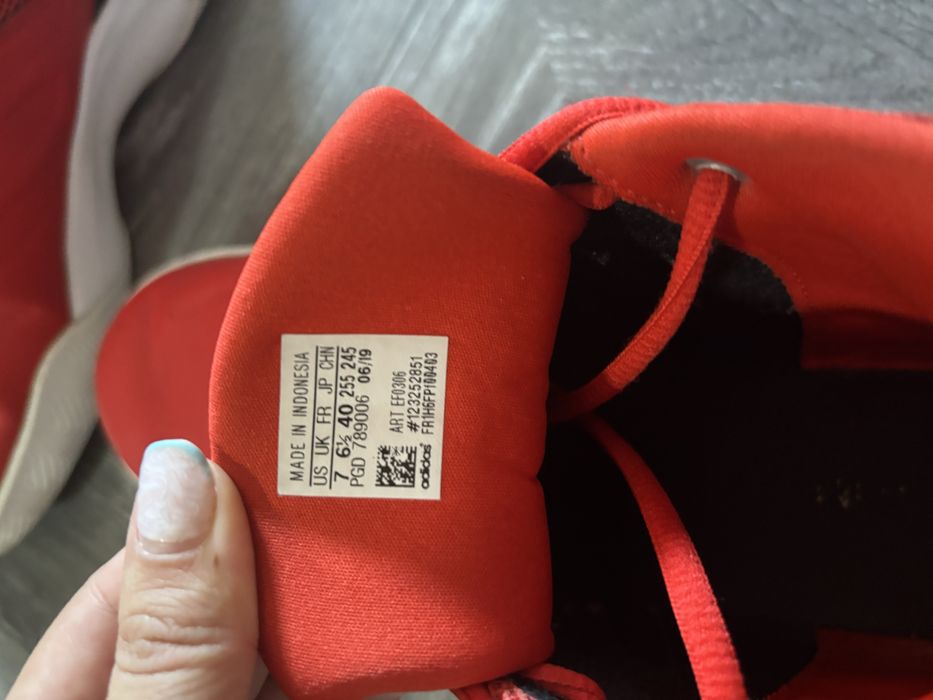 MADE IN INDONESIA
US UK FR JP CHN
7 6½ 40 255 245
PGD 789006 06/19
ART EF0306
#123252851
adidas® FR1H6FP100403